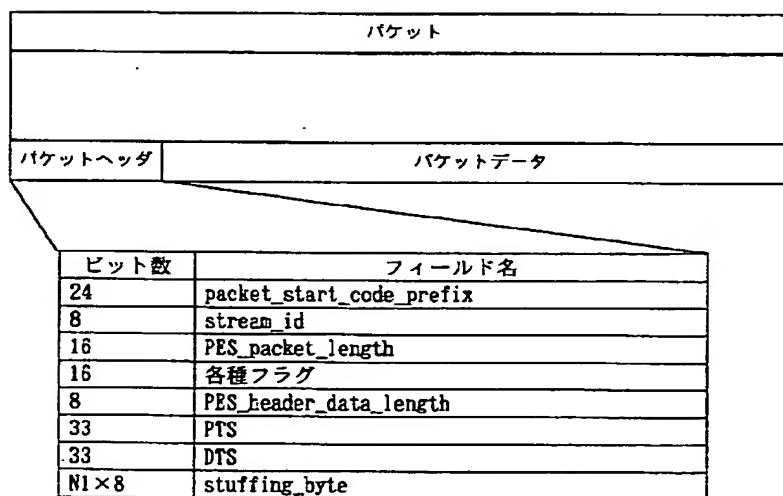 パケット
パケットヘッダ パケットデータ
ビット数 フィールド名
24 packet_start_code_prefix
8 stream_id
16 PES_packet_length
16 各種フラグ
8 PES_header_data_length
33 PTS
33 DTS
N1×8 stuffing_byte